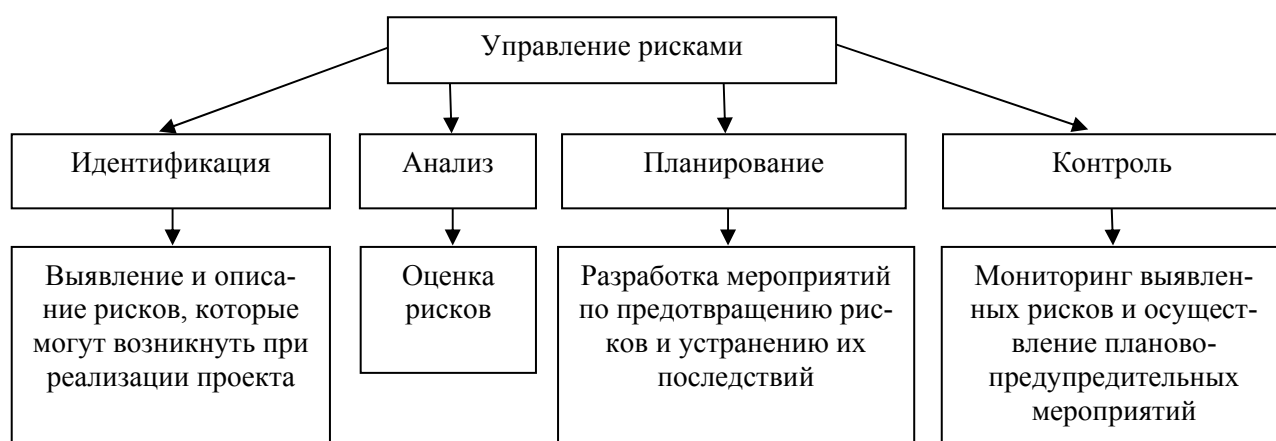 Управление рисками
Идентификация
Анализ
Планирование
Контроль
Выявление и описа-
ние рисков, которые
могут возникнуть при
реализации проекта
Оценка
рисков
Разработка мероприятий
по предотвращению рис-
ков и устранению их
последствий
Мониторинг выявлен-
ных рисков и осущест-
вление планово-
предупредительных
мероприятий